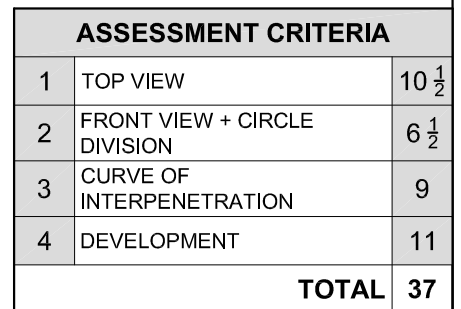 ASSESSMENT CRITERIA
1 TOP VIEW 10 1/2
2 FRONT VIEW + CIRCLE DIVISION 6 1/2
3 CURVE OF INTERPENETRATION 9
4 DEVELOPMENT 11
TOTAL 37